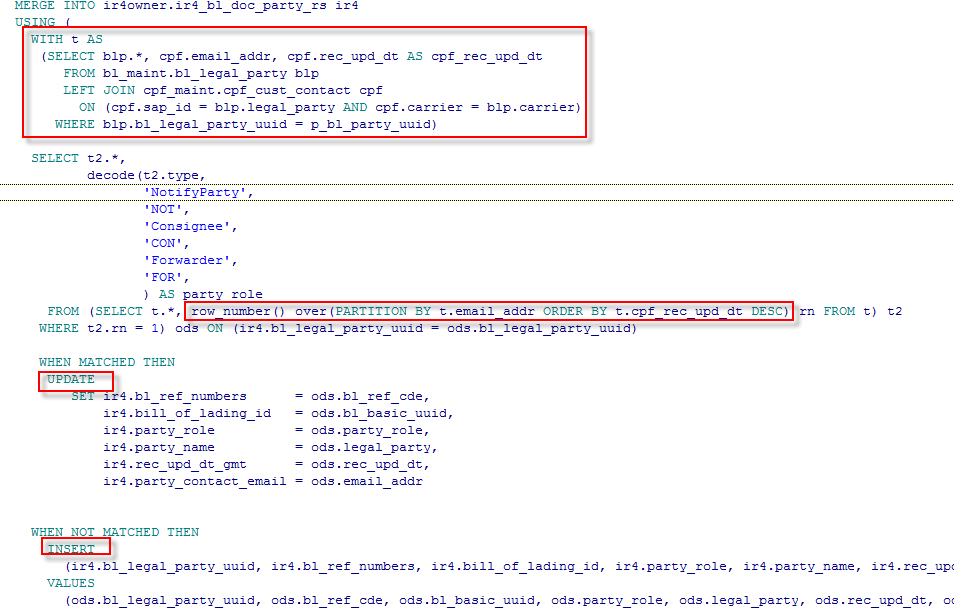 MERGE INTO ir4owner.ir4_bl_doc_party_rs ir4
USING (
WITH t AS
(SELECT blp.*, cpf.email_addr, cpf.rec_upd_dt AS cpf_rec_upd_dt
FROM bl_maint.bl_legal_party blp
LEFT JOIN cpf_maint.cpf_cust_contact cpf
ON (cpf.sap_id = blp.legal_party AND cpf.carrier = blp.carrier)
WHERE blp.bl_legal_party_uuid = p_bl_party_uuid)
SELECT t2.*,
decode(t2.type,
'NotifyParty',
'NOT',
'Consignee',
'CON',
'Forwarder',
'FOR',
) AS party_role
FROM (SELECT t.*, row_number() over(PARTITION BY t.email_addr ORDER BY t.cpf_rec_upd_dt DESC) rn FROM t) t2
WHERE t2.rn = 1) ods ON (ir4.bl_legal_party_uuid = ods.bl_legal_party_uuid)
WHEN MATCHED THEN
UPDATE
SET ir4.bl_ref_numbers = ods.bl_ref_cde,
ir4.bill_of_lading_id = ods.bl_basic_uuid,
ir4.party_role = ods.party_role,
ir4.party_name = ods.legal_party,
ir4.rec_upd_dt_gmt = ods.rec_upd_dt,
ir4.party_contact_email = ods.email_addr
WHEN NOT MATCHED THEN
INSERT
(ir4.bl_legal_party_uuid, ir4.bl_ref_numbers, ir4.bill_of_lading_id, ir4.party_role, ir4.party_name, ir4.rec_up
VALUES
(ods.bl_legal_party_uuid, ods.bl_ref_cde, ods.bl_basic_uuid, ods.party_role, ods.legal_party, ods.rec_upd_dt,